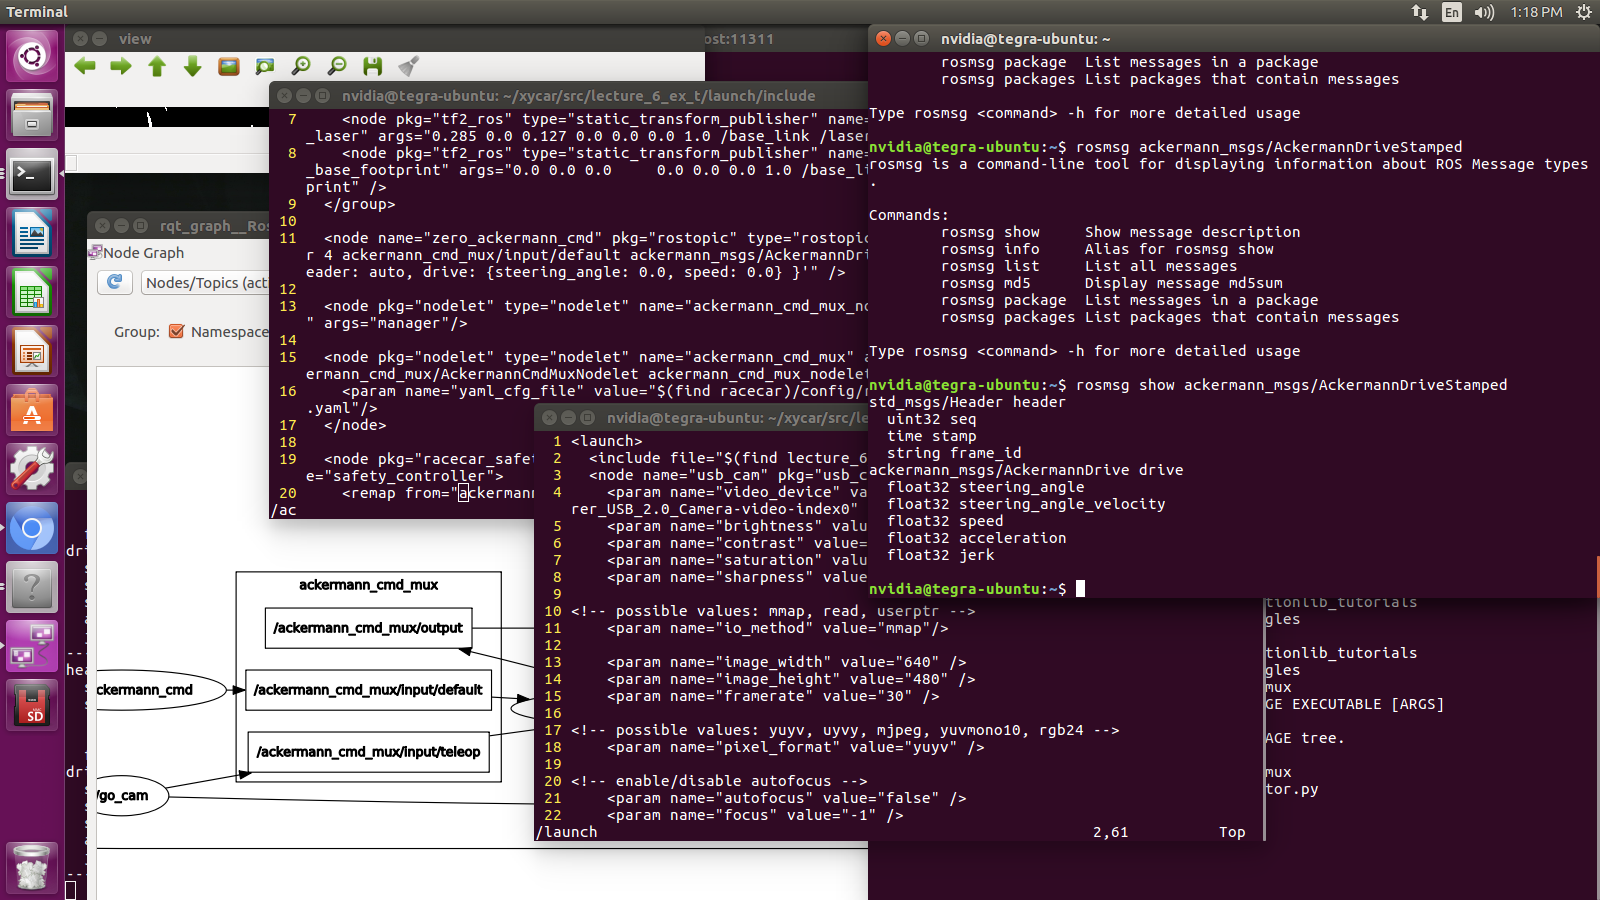 Terminal
En
1:18 PM
view
ost:11311
nvidia@tegra-ubuntu: ~
nvidia@tegra-ubuntu: ~/xycar/src/lecture_6_ex_t/launch/include
7     <node pkg="tf2_ros" type="static_transform_publisher" name=
_laser" args="0.285 0.0 0.127 0.0 0.0 0.0 1.0 /base_link /laser
8     <node pkg="tf2_ros" type="static_transform_publisher" name=
_base_footprint" args="0.0 0.0 0.0     0.0 0.0 0.0 1.0 /base_li
print" />
9   </group>
10
11   <node name="zero_ackermann_cmd" pkg="rostopic" type="rostopic
r 4 ackermann_cmd_mux/input/default ackermann_msgs/AckermannDri
eader: auto, drive: {steering_angle: 0.0, speed: 0.0} }'" />
12
13   <node pkg="nodelet" type="nodelet" name="ackermann_cmd_mux_no
" args="manager"/>
14
15   <node pkg="nodelet" type="nodelet" name="ackermann_cmd_mux" a
ermann_cmd_mux/AckermannCmdMuxNodelet ackermann_cmd_mux_nodelet
16     <param name="yaml_cfg_file" value="$(find racecar)/config/
.yaml"/>
17   </node>
18
19   <node pkg="racecar_safe
e="safety_controller">
20     <remap from="ackermann
/ac
rosmsg package  List messages in a package
rosmsg packages List packages that contain messages
Type rosmsg <command> -h for more detailed usage
nvidia@tegra-ubuntu:~$ rosmsg ackermann_msgs/AckermannDriveStamped
rosmsg is a command-line tool for displaying information about ROS Message types
.
Commands:
rosmsg show     Show message description
rosmsg info     Alias for rosmsg show
rosmsg list     List all messages
rosmsg md5      Display message md5sum
rosmsg package  List messages in a package
rosmsg packages List packages that contain messages
Type rosmsg <command> -h for more detailed usage
nvidia@tegra-ubuntu:~$ rosmsg show ackermann_msgs/AckermannDriveStamped
std_msgs/Header header
  uint32 seq
  time stamp
  string frame_id
ackermann_msgs/AckermannDrive drive
  float32 steering_angle
  float32 steering_angle_velocity
  float32 speed
  float32 acceleration
  float32 jerk
nvidia@tegra-ubuntu:~$
rqt_graph__Ros
Node Graph
Nodes/Topics (acti
Group: Namespace
ackermann_cmd_mux
/ackermann_cmd_mux/output
/ackermann_cmd_mux/input/default
/ackermann_cmd_mux/input/teleop
ckermann_cmd
/go_cam
nvidia@tegra-ubuntu: ~/xycar/src/le
1 <launch>
2   <include file="$(find lecture_6
3   <node name="usb_cam" pkg="usb_c
4     <param name="video_device" va
rer_USB_2.0_Camera-video-index0"
5     <param name="brightness" value
6     <param name="contrast" value=
7     <param name="saturation" valu
8     <param name="sharpness" value
9
10 <!-- possible values: mmap, read, userptr -->
11     <param name="io_method" value="mmap"/>
12
13     <param name="image_width" value="640" />
14     <param name="image_height" value="480" />
15     <param name="framerate" value="30" />
16
17 <!-- possible values: yuyv, uyvy, mjpeg, yuvmono10, rgb24 -->
18     <param name="pixel_format" value="yuyv" />
19
20 <!-- enable/disable autofocus -->
21     <param name="autofocus" value="false" />
22     <param name="focus" value="-1" />
/launch 2,61 Top
tionlib_tutorials
gles
tionlib_tutorials
gles
mux
GE EXECUTABLE [ARGS]
AGE tree.
mux
tor.py
dri
---
hea
dri
---
SD